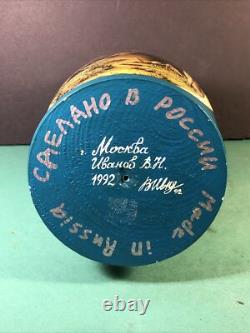 СДЕЛАНО В РОССИИ
г. Москва
Иванов В.Н.
1992
Made in Russia